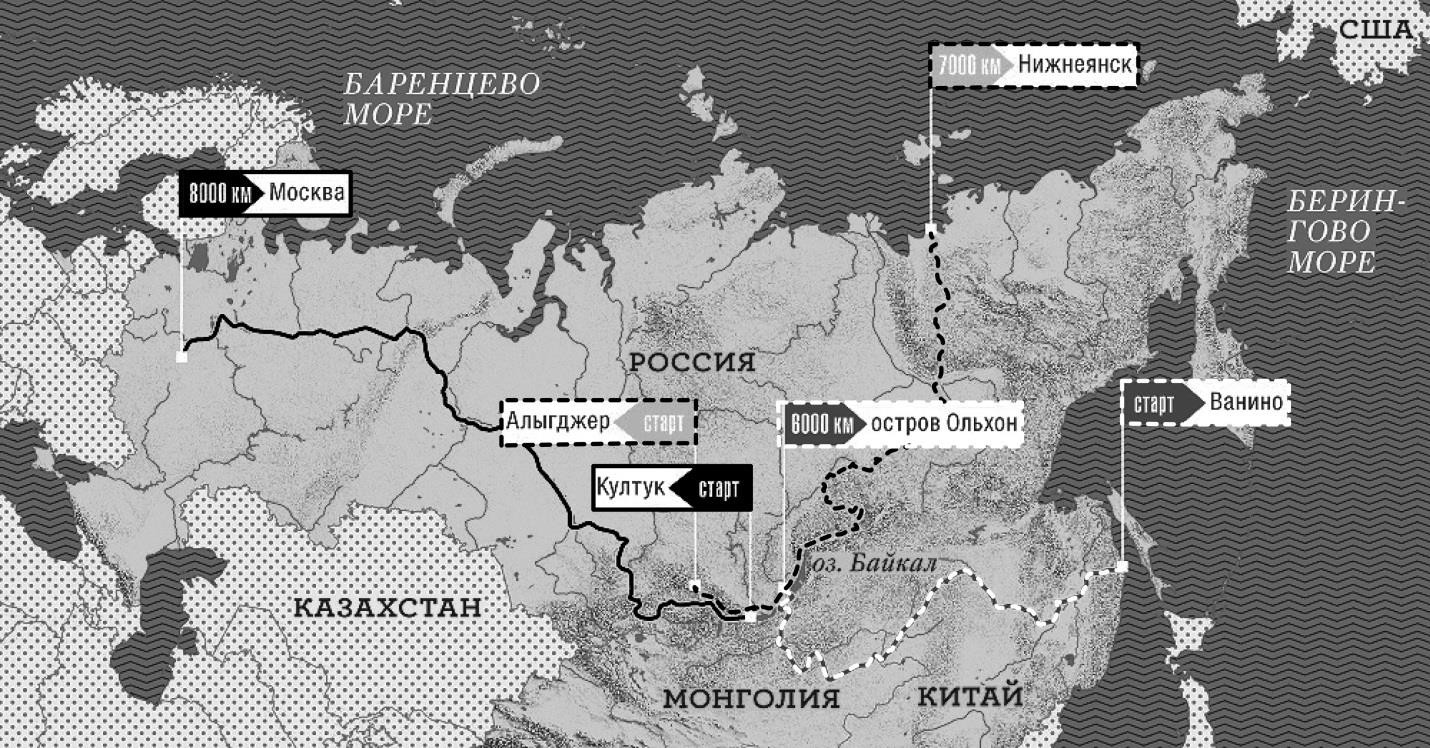 США
7000 км Нижнеянск
БАРЕНЦЕВО
МОРЕ
8000 км Москва
БЕРИН-
ГОВО
МОРЕ
РОССИЯ
Алыгджер старт
6000 км остров Ольхон
старт Ванино
Култук старт
оз. Байкал
КАЗАХСТАН
МОНГОЛИЯ
КИТАЙ